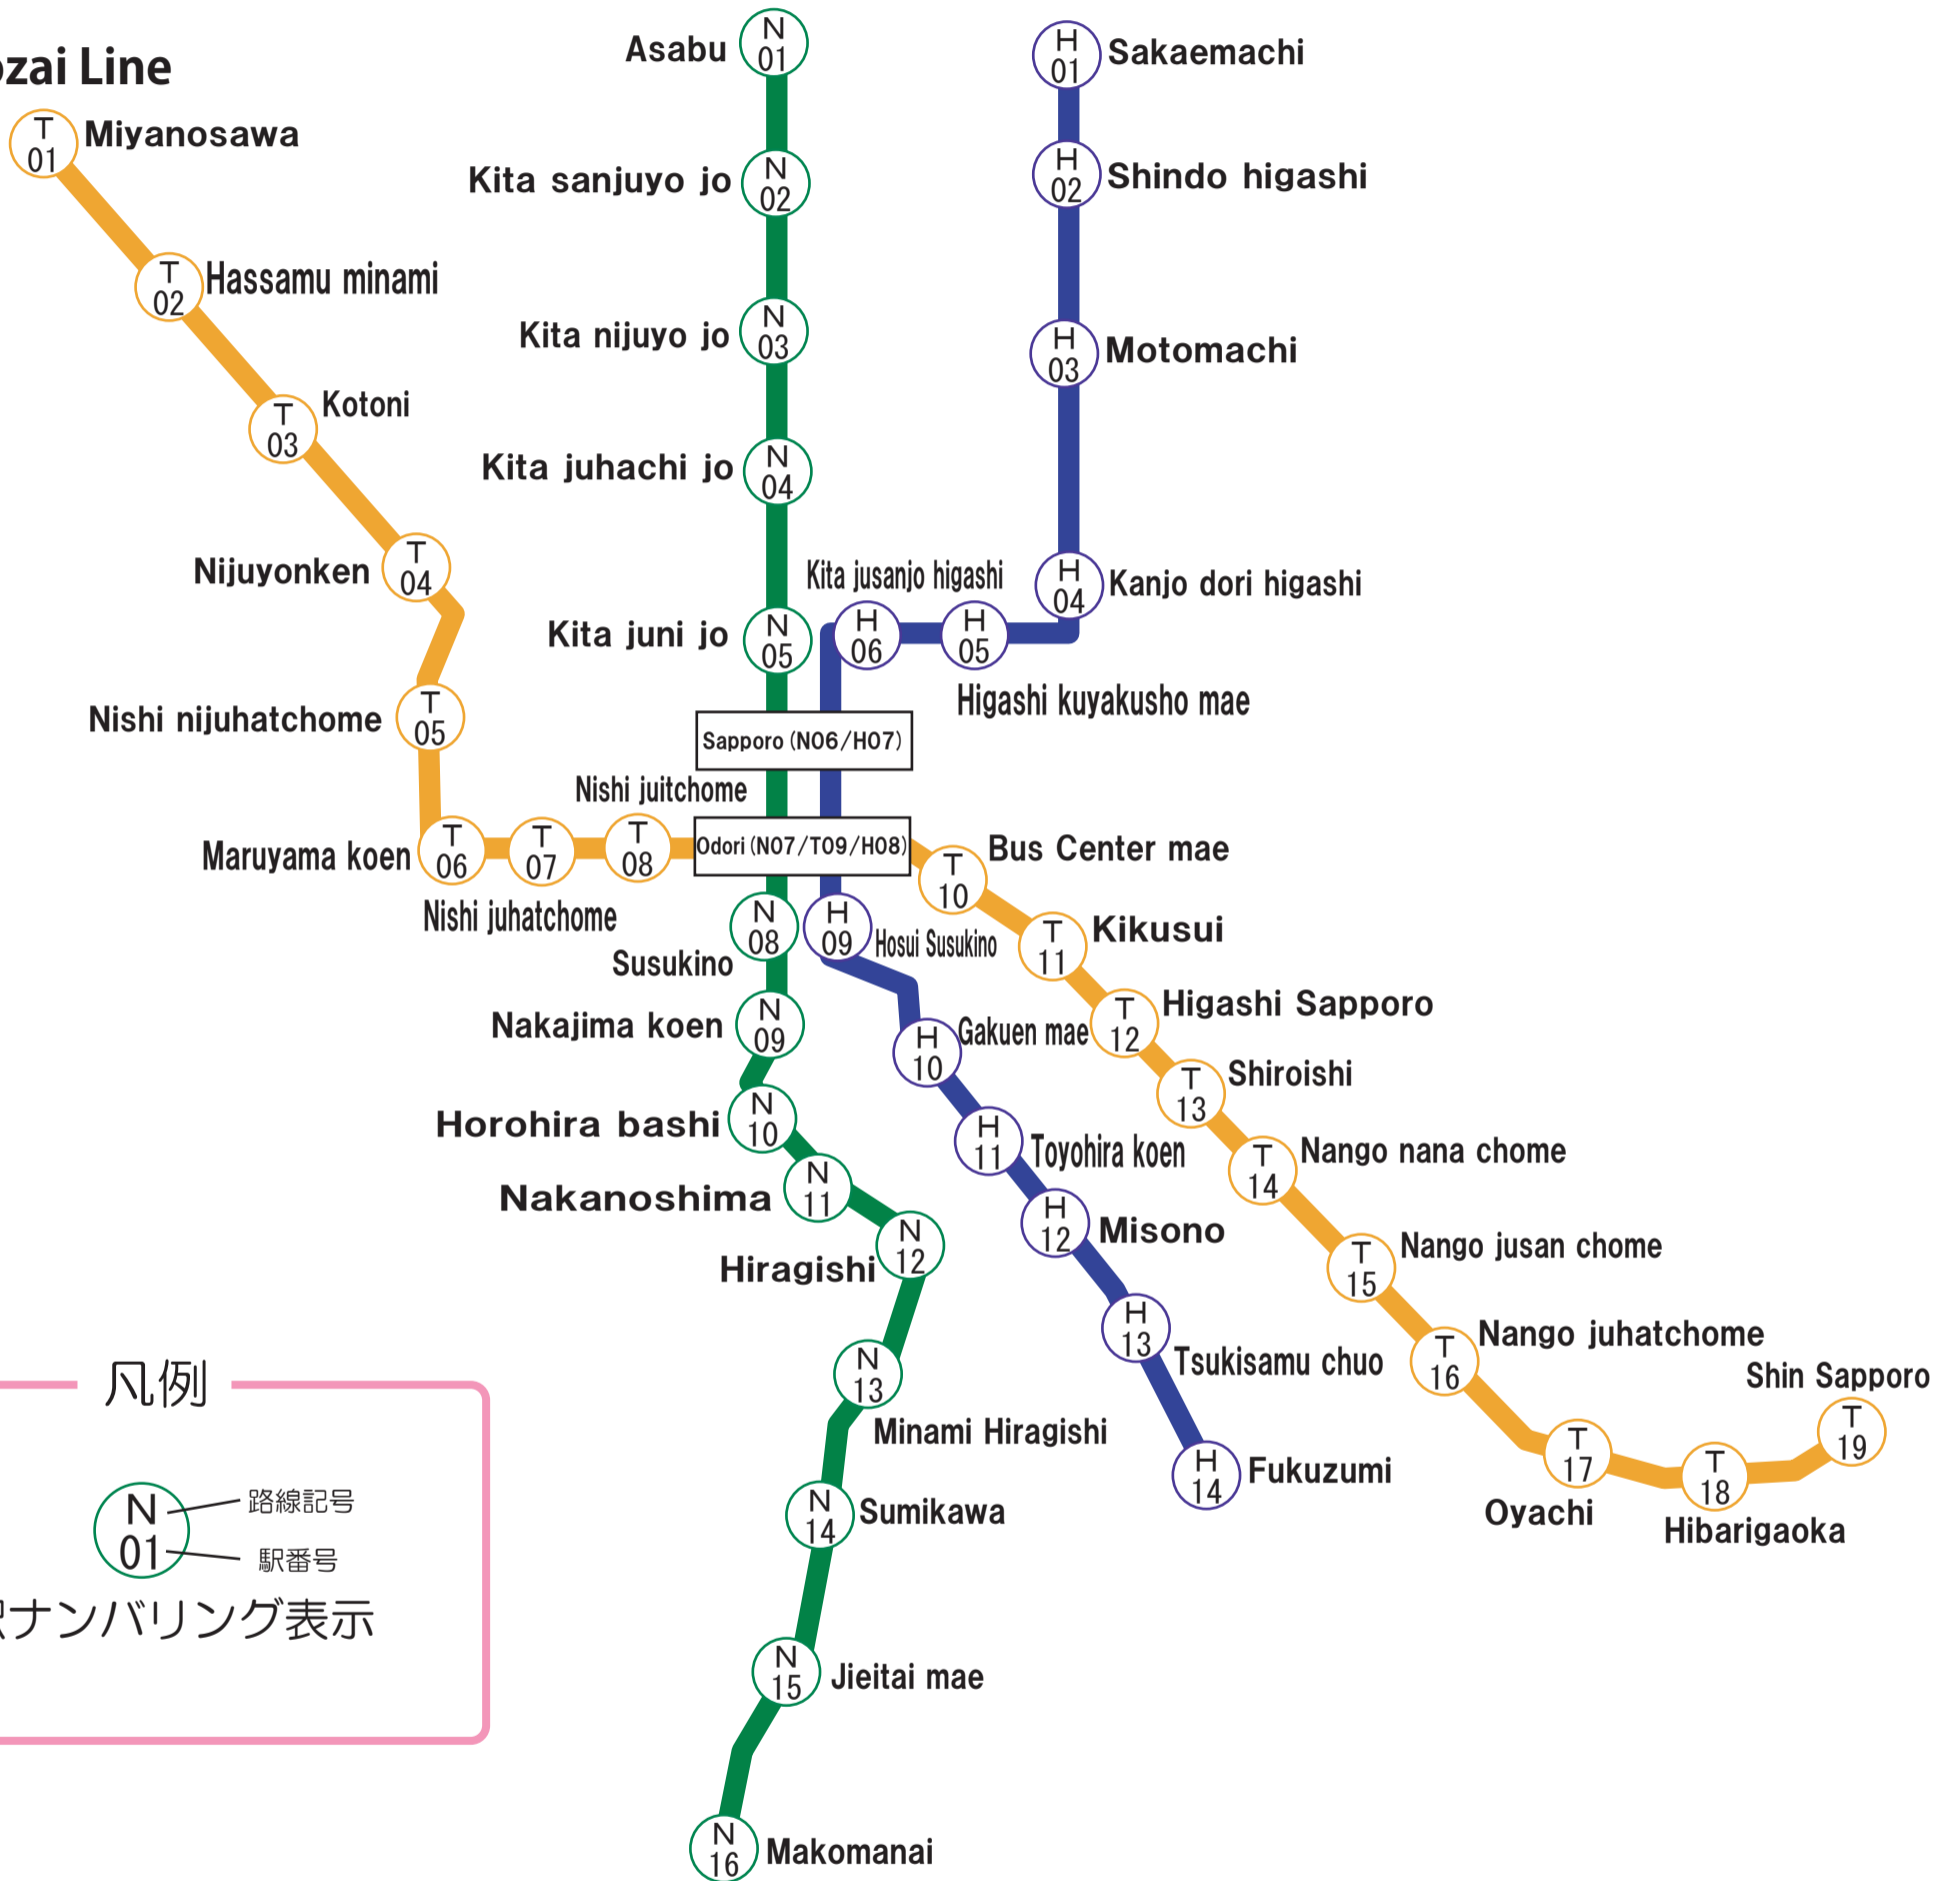 Line
T
01
Miyanosawa
T
02
Hassamu minami
T
03
Kotoni
Nijuyonken
T
04
Nishi nijuhatchome
T
05
Maruyama koen
T
06
T
07
Nishi juhatchome
Nishi juitchome
T
08
Asabu
N
01
Kita sanjuyo jo
N
02
Kita nijuyo jo
N
03
Kita juhachi jo
N
04
Kita juni jo
N
05
Sapporo (N06/H07)
Odori (N07/T09/H08)
N
08
Susukino
Nakajima koen
N
09
Horohira bashi
N
10
Nakanoshima
N
11
Hiragishi
N
12
N
13
Minami Hiragishi
N
14
Sumikawa
N
15
Jieitai mae
N
16
Makomanai
H
01
Sakaemachi
H
02
Shindo higashi
H
03
Motomachi
H
04
Kanjo dori higashi
Kita jusanjo higashi
H
06
H
05
Higashi kuyakusho mae
H
09
Hosui Susukino
H
10
Gakuen mae
H
11
Toyohira koen
H
12
Misono
H
13
Tsukisamu chuo
H
14
Fukuzumi
Bus Center mae
T
10
T
11
Kikusui
T
12
Higashi Sapporo
T
13
Shiroishi
T
14
Nango nana chome
T
15
Nango jusan chome
T
16
Nango juhatchome
T
17
Oyachi
T
18
Hibarigaoka
Shin Sapporo
T
19
凡例
N
01
路線記号
駅番号
ナンバリング表示